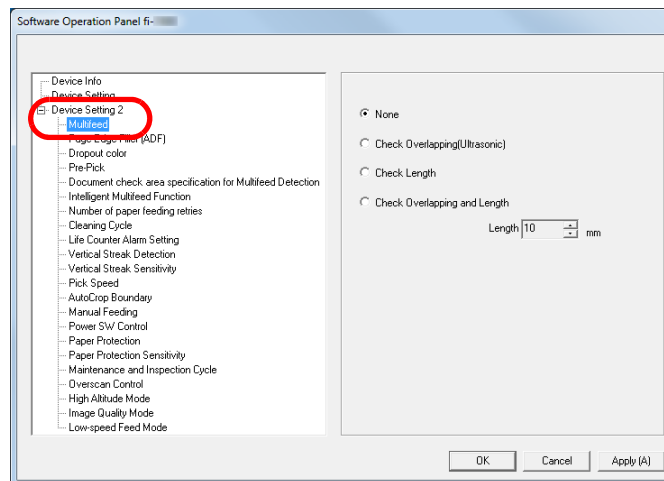 Software Operation Panel fi-
Device Info
Device Setting
Device Setting 2
Multifeed
Page Edge Filler (ADF)
Dropout color
Pre-Pick
Document check area specification for Multifeed Detection
Intelligent Multifeed Function
Number of paper feeding retries
Cleaning Cycle
Life Counter Alarm Setting
Vertical Streak Detection
Vertical Streak Sensitivity
Pick Speed
AutoCrop Boundary
Manual Feeding
Power SW Control
Paper Protection
Paper Protection Sensitivity
Maintenance and Inspection Cycle
Overscan Control
High Altitude Mode
Image Quality Mode
Low-speed Feed Mode
None
Check Overlapping(Ultrasonic)
Check Length
Check Overlapping and Length
Length 10 mm
OK Cancel Apply (A)